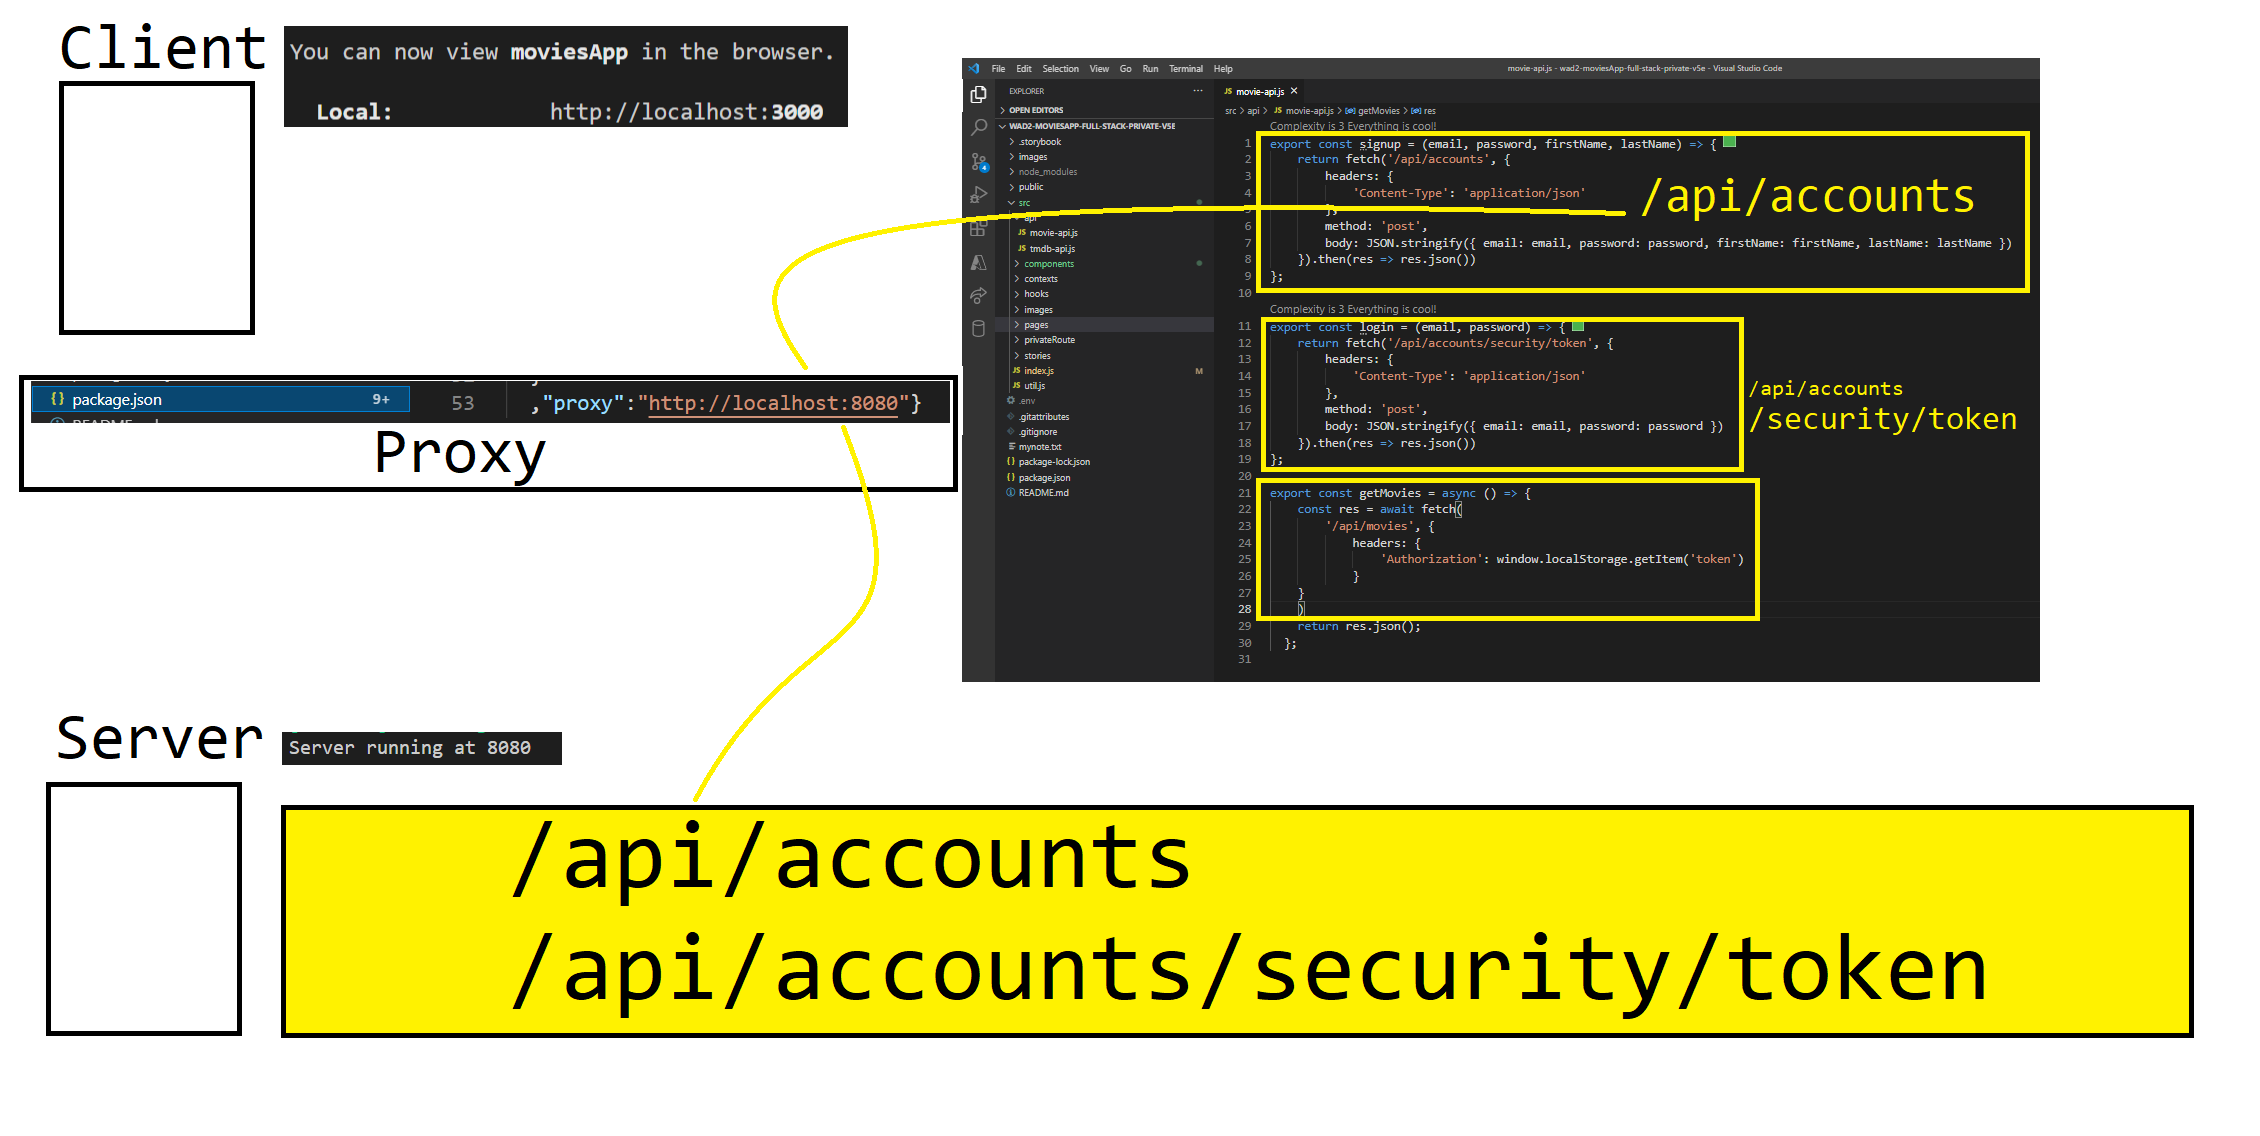 Client
You can now view moviesApp in the browser.
Local: http://localhost:3000
package.json 9+
53 ,"proxy":"http://localhost:8080"}
Proxy
Server
Server running at 8080
/api/accounts
/api/accounts/security/token
File Edit Selection View Go Run Terminal Help
movie-api.js - wad2-moviesApp-full-stack-private-v5e - Visual Studio Code
EXPLORER ...
OPEN EDITORS
WAD2-MOVIESAPP-FULL-STACK-PRIVATE-V5E
.storybook
images
node_modules
public
src
api
movie-api.js
tmdb-api.js
components
contexts
hooks
images
pages
privateRoute
stories
index.js M
util.js
.env
.gitattributes
.gitignore
mynote.txt
package-lock.json
package.json
README.md
4
JS movie-api.js ×
src > api > JS movie-api.js > getMovies > res
Complexity is 3 Everything is cool!
1 export const signup = (email, password, firstName, lastName) => {
2 return fetch('/api/accounts', {
3 headers: {
4 'Content-Type': 'application/json'
5 },
6 method: 'post',
7 body: JSON.stringify({ email: email, password: password, firstName: firstName, lastName: lastName })
8 }).then(res => res.json())
9 };
10
Complexity is 3 Everything is cool!
11 export const login = (email, password) => {
12 return fetch('/api/accounts/security/token', {
13 headers: {
14 'Content-Type': 'application/json'
15 },
16 method: 'post',
17 body: JSON.stringify({ email: email, password: password })
18 }).then(res => res.json())
19 };
20
21 export const getMovies = async () => {
22 const res = await fetch(
23 '/api/movies', {
24 headers: {
25 'Authorization': window.localStorage.getItem('token')
26 }
27 }
28 )
29 return res.json();
30 };
31
/api/accounts
/api/accounts
/security/token